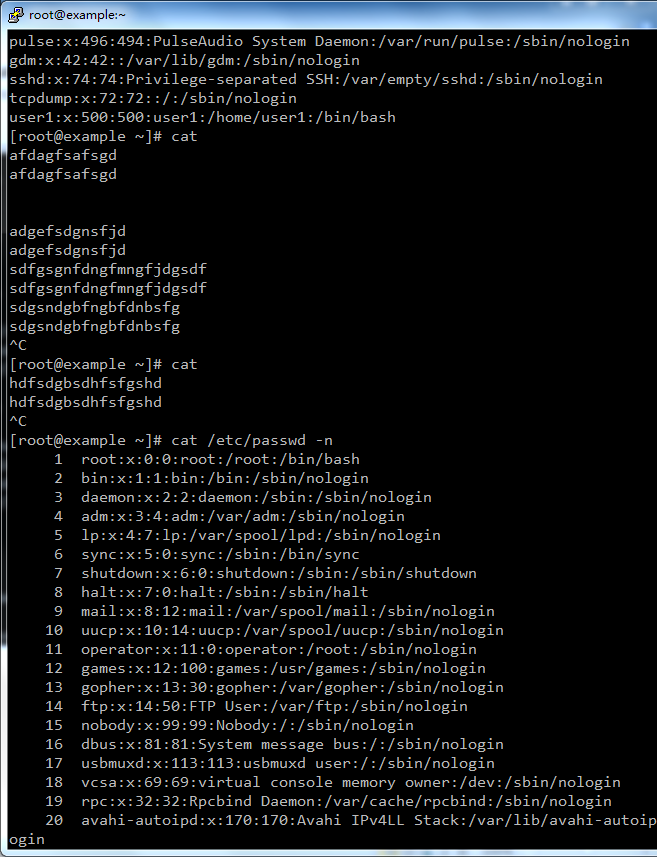 root@example:~
pulse:x:496:494:PulseAudio System Daemon:/var/run/pulse:/sbin/nologin
gdm:x:42:42::/var/lib/gdm:/sbin/nologin
sshd:x:74:74:Privilege-separated SSH:/var/empty/sshd:/sbin/nologin
tcpdump:x:72:72::/:/sbin/nologin
user1:x:500:500:user1:/home/user1:/bin/bash
[root@example ~]# cat
afdagfsafsgd
afdagfsafsgd
adgefsdgnsfjd
adgefsdgnsfjd
sdfgsgnfdngfmngfjdgsdf
sdfgsgnfdngfmngfjdgsdf
sdgsndgbfngbfdnbsfg
sdgsndgbfngbfdnbsfg
^C
[root@example ~]# cat
hdfsdgbsdhfsfgshd
hdfsdgbsdhfsfgshd
^C
[root@example ~]# cat /etc/passwd -n
1 root:x:0:0:root:/root:/bin/bash
2 bin:x:1:1:bin:/bin:/sbin/nologin
3 daemon:x:2:2:daemon:/sbin:/sbin/nologin
4 adm:x:3:4:adm:/var/adm:/sbin/nologin
5 lp:x:4:7:lp:/var/spool/lpd:/sbin/nologin
6 sync:x:5:0:sync:/sbin:/bin/sync
7 shutdown:x:6:0:shutdown:/sbin:/sbin/shutdown
8 halt:x:7:0:halt:/sbin:/sbin/halt
9 mail:x:8:12:mail:/var/spool/mail:/sbin/nologin
10 uucp:x:10:14:uucp:/var/spool/uucp:/sbin/nologin
11 operator:x:11:0:operator:/root:/sbin/nologin
12 games:x:12:100:games:/usr/games:/sbin/nologin
13 gopher:x:13:30:gopher:/var/gopher:/sbin/nologin
14 ftp:x:14:50:FTP User:/var/ftp:/sbin/nologin
15 nobody:x:99:99:Nobody:/:/sbin/nologin
16 dbus:x:81:81:System message bus:/:/sbin/nologin
17 usbmuxd:x:113:113:usbmuxd user:/:/sbin/nologin
18 vcsa:x:69:69:virtual console memory owner:/dev:/sbin/nologin
19 rpc:x:32:32:Rpcbind Daemon:/var/cache/rpcbind:/sbin/nologin
20 avahi-autoipd:x:170:170:Avahi IPv4LL Stack:/var/lib/avahi-autoip
ogin